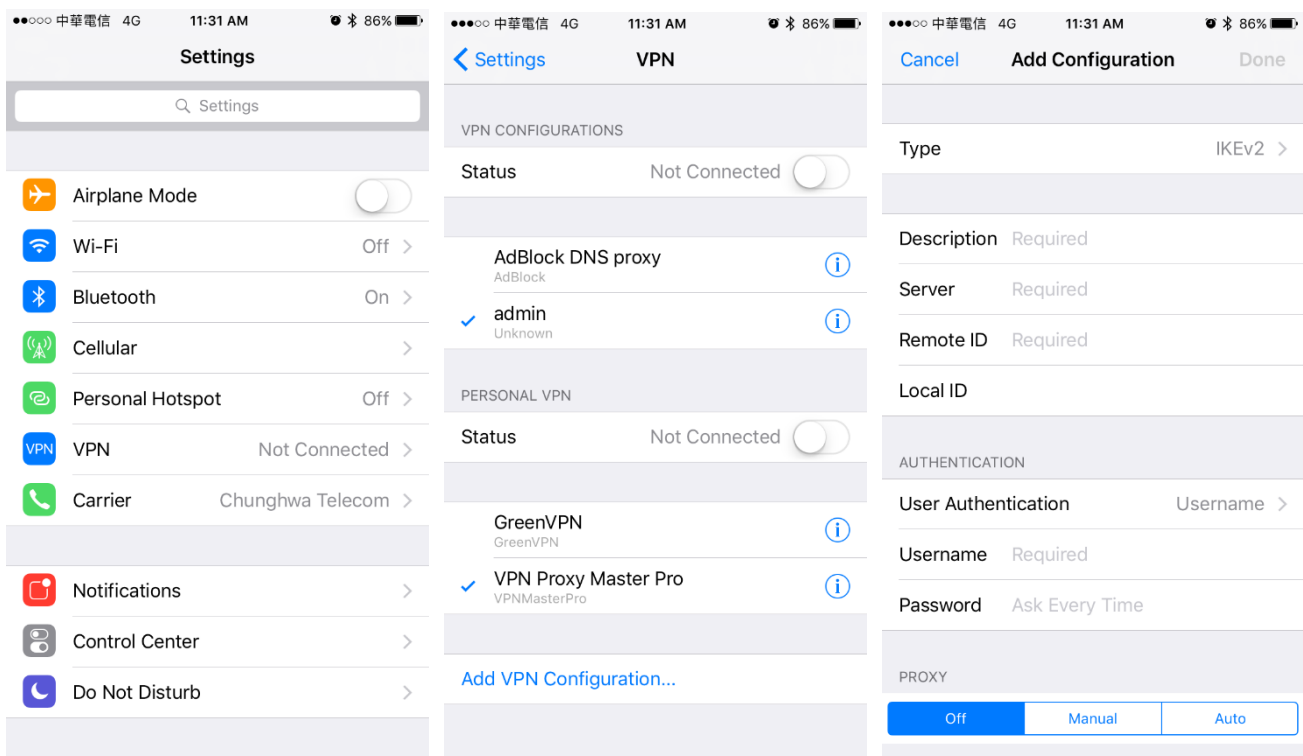 中華電信 4G 11:31 AM 86%
Settings
Settings
Airplane Mode
Wi-Fi Off
Bluetooth On
Cellular
Personal Hotspot Off
VPN VPN Not Connected
Carrier Chunghwa Telecom
Notifications
Control Center
Do Not Disturb
中華電信 4G 11:31 AM 86%
Settings VPN
VPN CONFIGURATIONS
Status Not Connected
AdBlock DNS proxy
AdBlock
admin
Unknown
PERSONAL VPN
Status Not Connected
GreenVPN
GreenVPN
VPN Proxy Master Pro
VPNMasterPro
Add VPN Configuration...
中華電信 4G 11:31 AM 86%
Cancel Add Configuration Done
Type IKEv2
Description Required
Server Required
Remote ID Required
Local ID
AUTHENTICATION
User Authentication Username
Username Required
Password Ask Every Time
PROXY
Off Manual Auto